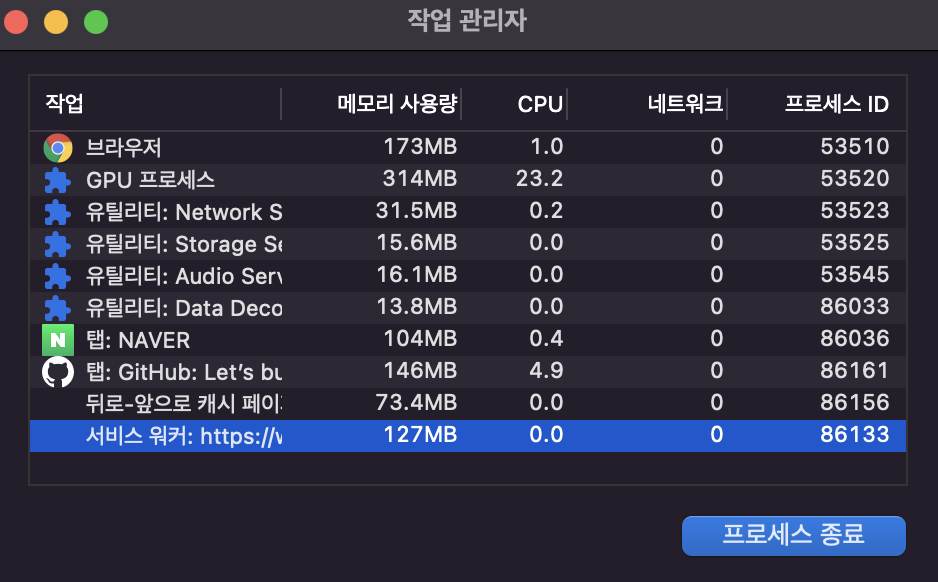 작업 관리자
작업 메모리 사용량 CPU 네트워크 프로세스 ID
브라우저 173MB 1.0 0 53510
GPU 프로세스 314MB 23.2 0 53520
유틸리티: Network S 31.5MB 0.2 0 53523
유틸리티: Storage Se 15.6MB 0.0 0 53525
유틸리티: Audio Serv 16.1MB 0.0 0 53545
유틸리티: Data Deco 13.8MB 0.0 0 86033
N 탭: NAVER 104MB 0.4 0 86036
탭: GitHub: Let’s bu 146MB 4.9 0 86161
뒤로-앞으로 캐시 페이지 73.4MB 0.0 0 86156
서비스 워커: https://w 127MB 0.0 0 86133
프로세스 종료